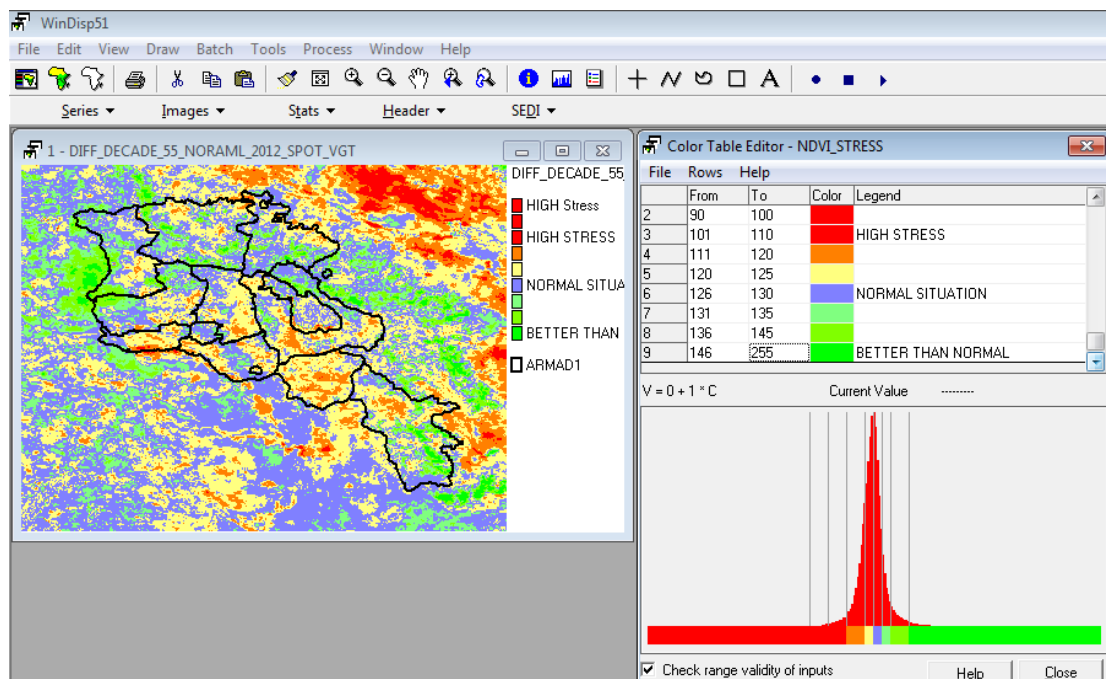 WinDisp51
File Edit View Draw Batch Tools Process Window Help
Series Images Stats Header SEDI
1 - DIFF_DECADE_55_NORAML_2012_SPOT_VGT
DIFF_DECADE_55_
HIGH Stress
HIGH STRESS
NORMAL SITUA
BETTER THAN
ARMAD1
Color Table Editor - NDVI_STRESS
File Rows Help
From To Color Legend
2 90 100
3 101 110 HIGH STRESS
4 111 120
5 120 125
6 126 130 NORMAL SITUATION
7 131 135
8 136 145
9 146 255 BETTER THAN NORMAL
V = 0 + 1 * C Current Value ---------
Check range validity of inputs Help Close